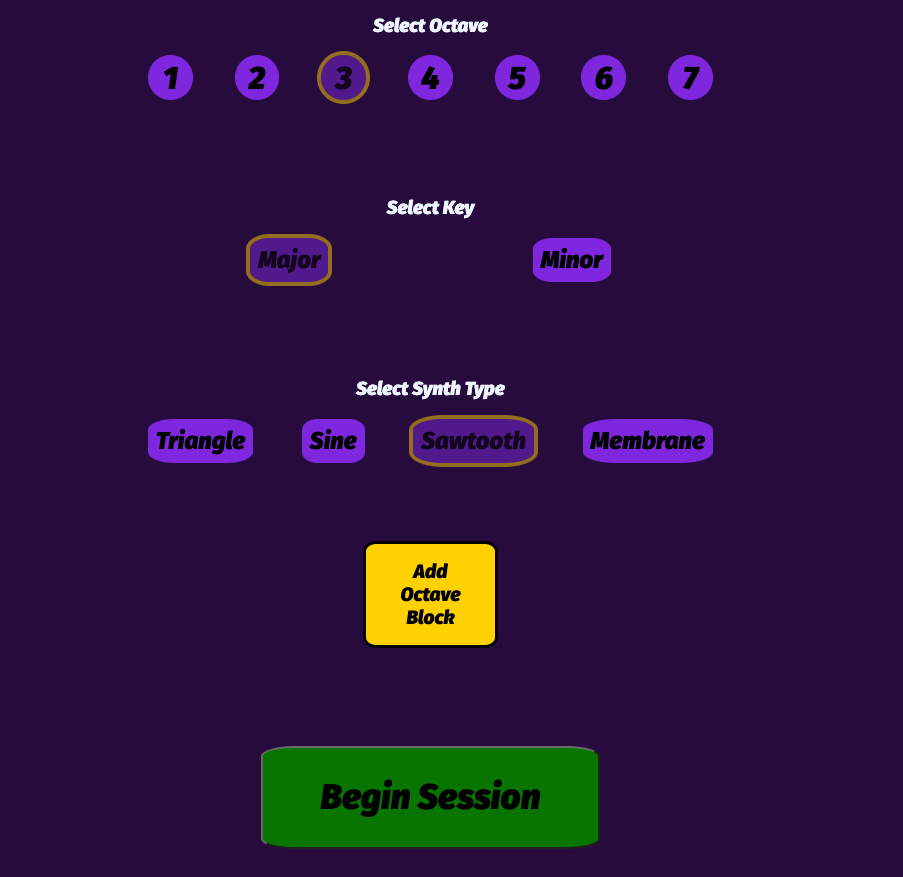 Select Octave
1 2 3 4 5 6 7
Select Key
Major Minor
Select Synth Type
Triangle Sine Sawtooth Membrane
Add
Octave
Block
Begin Session